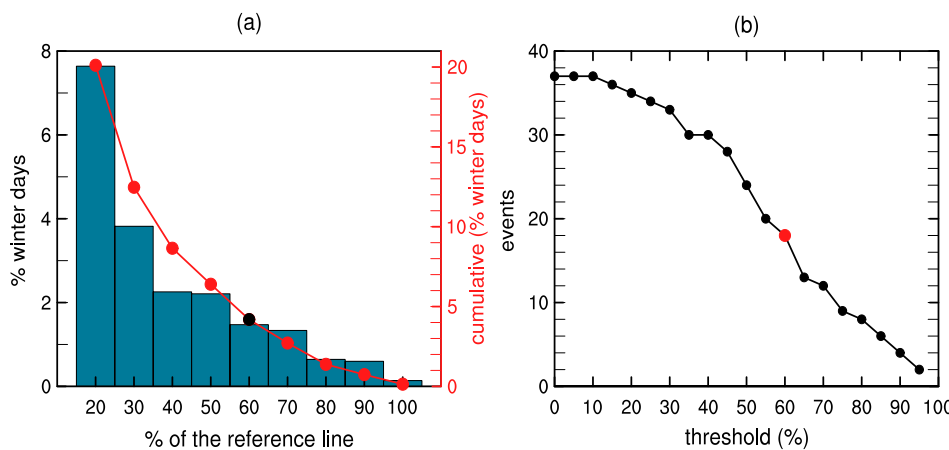 (a)
8
6
4
2
0
% winter days
20 30 40 50 60 70 80 90 100
% of the reference line
20
15
10
5
0
cumulative (% winter days)
(b)
40
30
20
10
0
events
0 10 20 30 40 50 60 70 80 90 100
threshold (%)